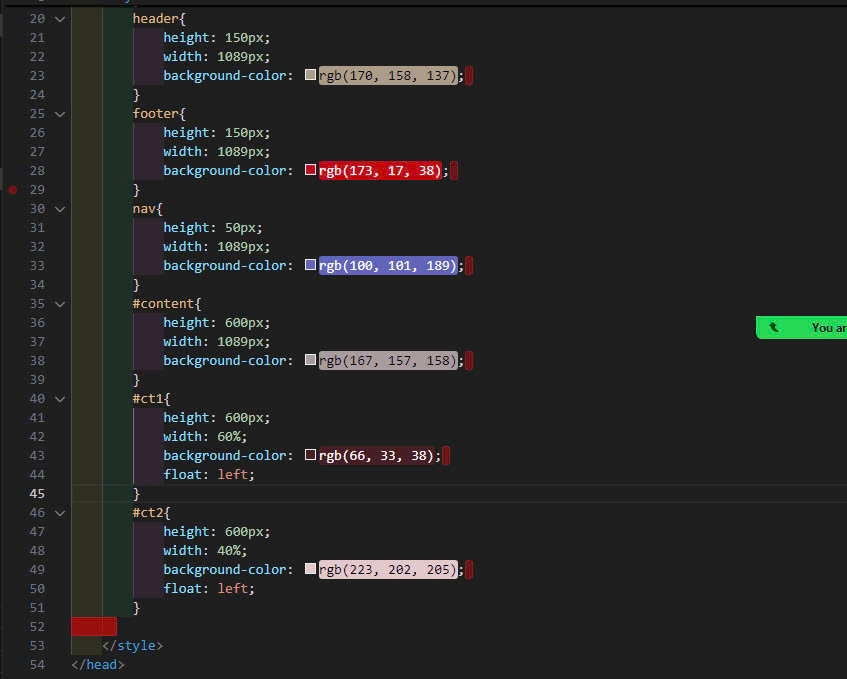 20 header{
21 height: 150px;
22 width: 1089px;
23 background-color: rgb(170, 158, 137);
24 }
25 footer{
26 height: 150px;
27 width: 1089px;
28 background-color: rgb(173, 17, 38);
29 }
30 nav{
31 height: 50px;
32 width: 1089px;
33 background-color: rgb(100, 101, 189);
34 }
35 #content{
36 height: 600px;
You ar
37 width: 1089px;
38 background-color: rgb(167, 157, 158);
39 }
40 #ct1{
41 height: 600px;
42 width: 60%;
43 background-color: rgb(66, 33, 38);
44 float: left;
45 }
46 #ct2{
47 height: 600px;
48 width: 40%;
49 background-color: rgb(223, 202, 205);
50 float: left;
51 }
52
53 </style>
54 </head>